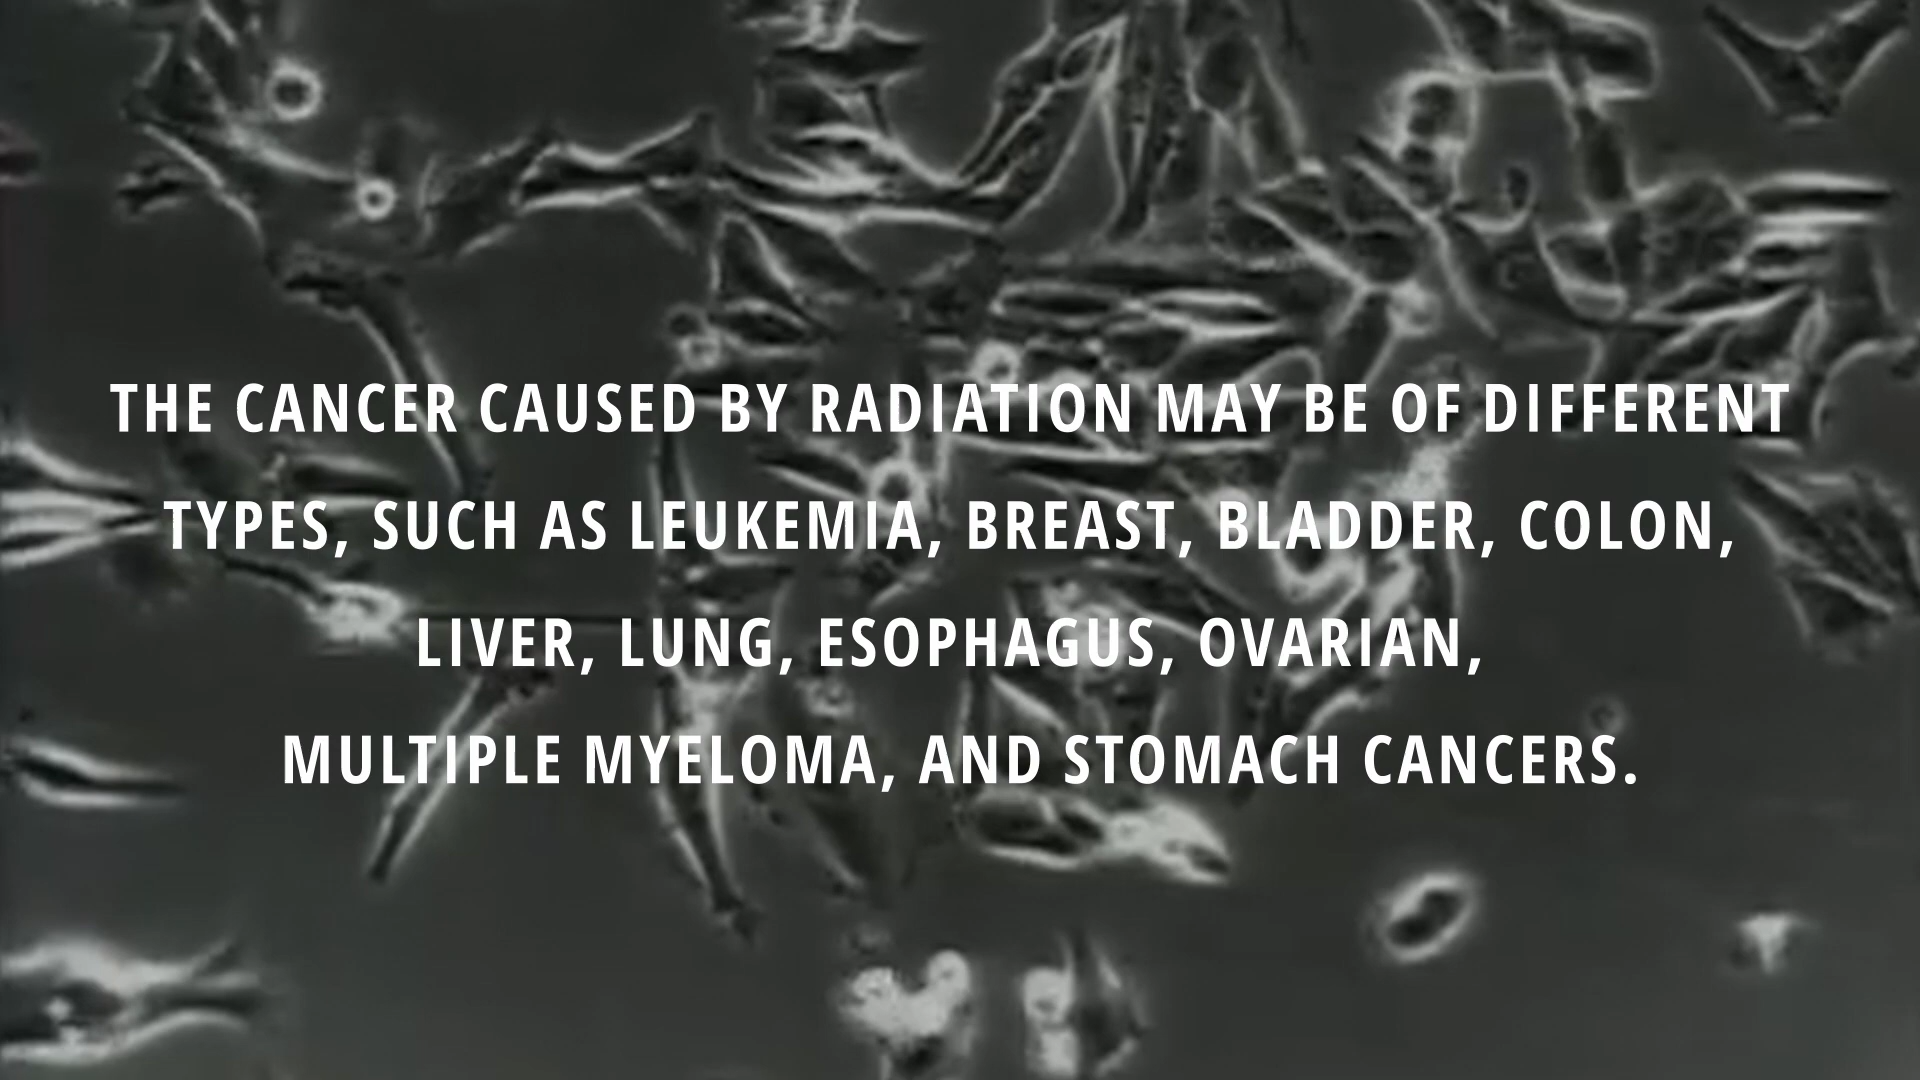 THE CANCER CAUSED BY RADIATION MAY BE OF DIFFERENT
TYPES, SUCH AS LEUKEMIA, BREAST, BLADDER, COLON,
LIVER, LUNG, ESOPHAGUS, OVARIAN,
MULTIPLE MYELOMA, AND STOMACH CANCERS.